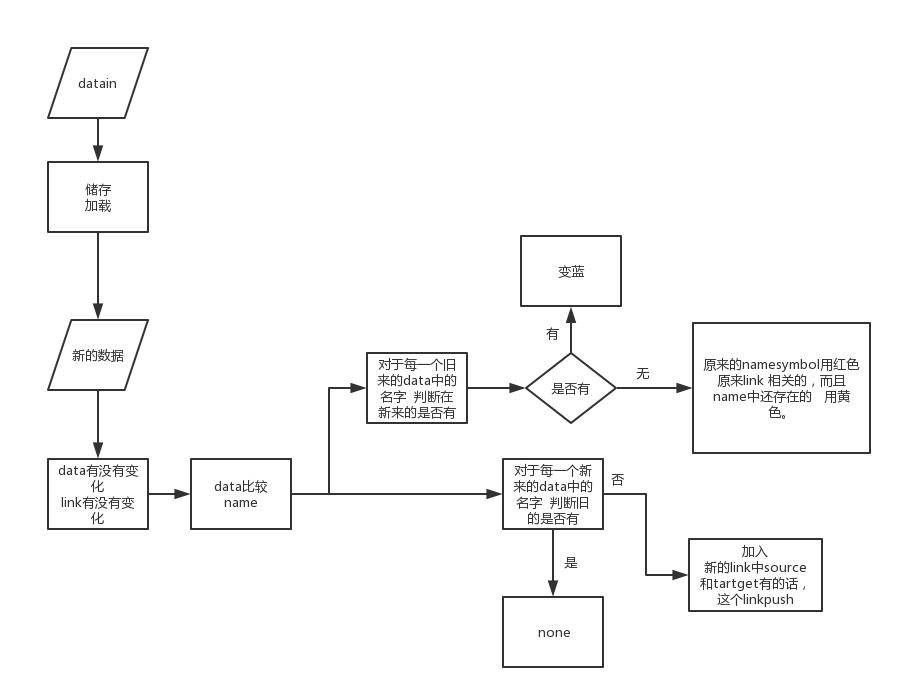 datain
储存
加载
新的数据
data有没有变
化
link有没有变
化
data比较
name
对于每一个旧
来的data中的
名字 判断在
新来的是否有
是否有
有
变蓝
无
原来的namesymbol用红色
原来link 相关的，而且
name中还存在的 用黄
色。
对于每一个新
来的data中的
名字 判断旧
的是否有
否
加入
新的link中source
和tartget有的话，
这个linkpush
是
none